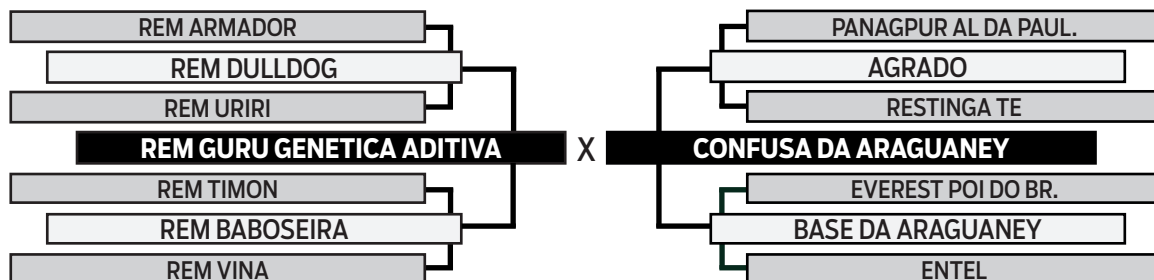 REM ARMADOR
REM DULLDOG
REM URIRI
REM GURU GENETICA ADITIVA X CONFUSA DA ARAGUANEY
REM TIMON
REM BABOSEIRA
REM VINA
PANAGPUR AL DA PAUL.
AGRADO
RESTINGA TE
EVEREST POI DO BR.
BASE DA ARAGUANEY
ENTEL